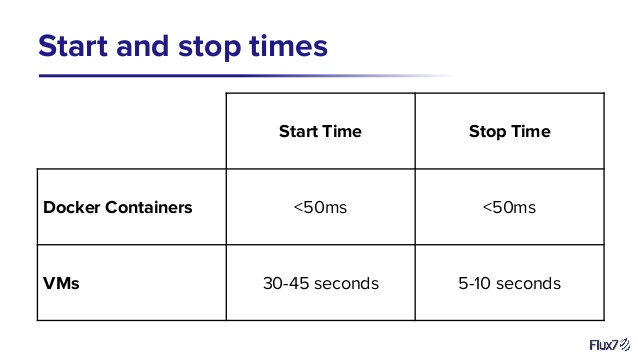 Start and stop times
Start Time Stop Time
Docker Containers <50ms <50ms
VMs 30-45 seconds 5-10 seconds
Flux7